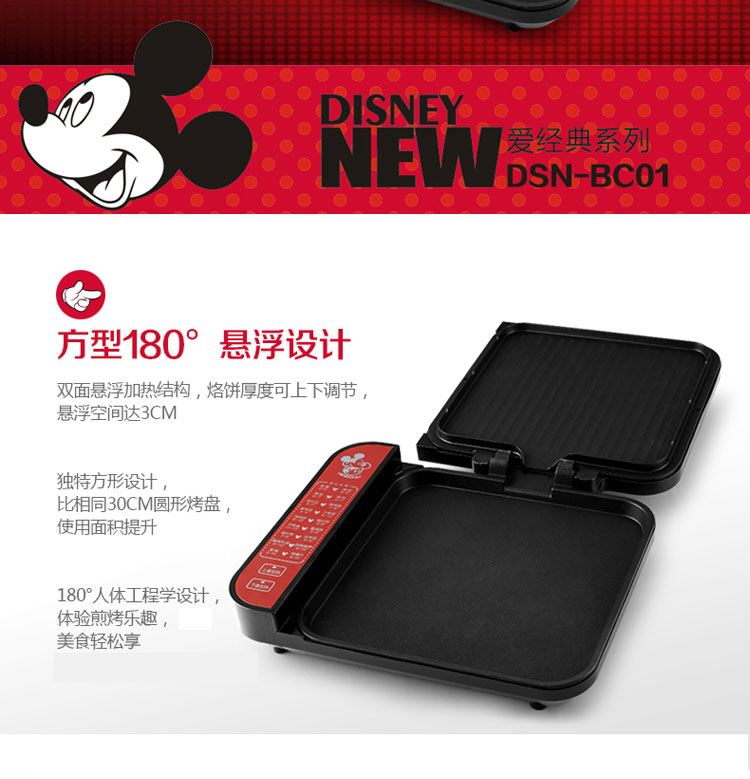 DISNEY
NEW
爱经典系列
DSN-BC01
方型180° 悬浮设计
双面悬浮加热结构，烙饼厚度可上下调节，
悬浮空间达3CM
独特方形设计，
比相同30CM圆形烤盘，
使用面积提升
180°人体工程学设计，
体验煎烤乐趣，
美食轻松享